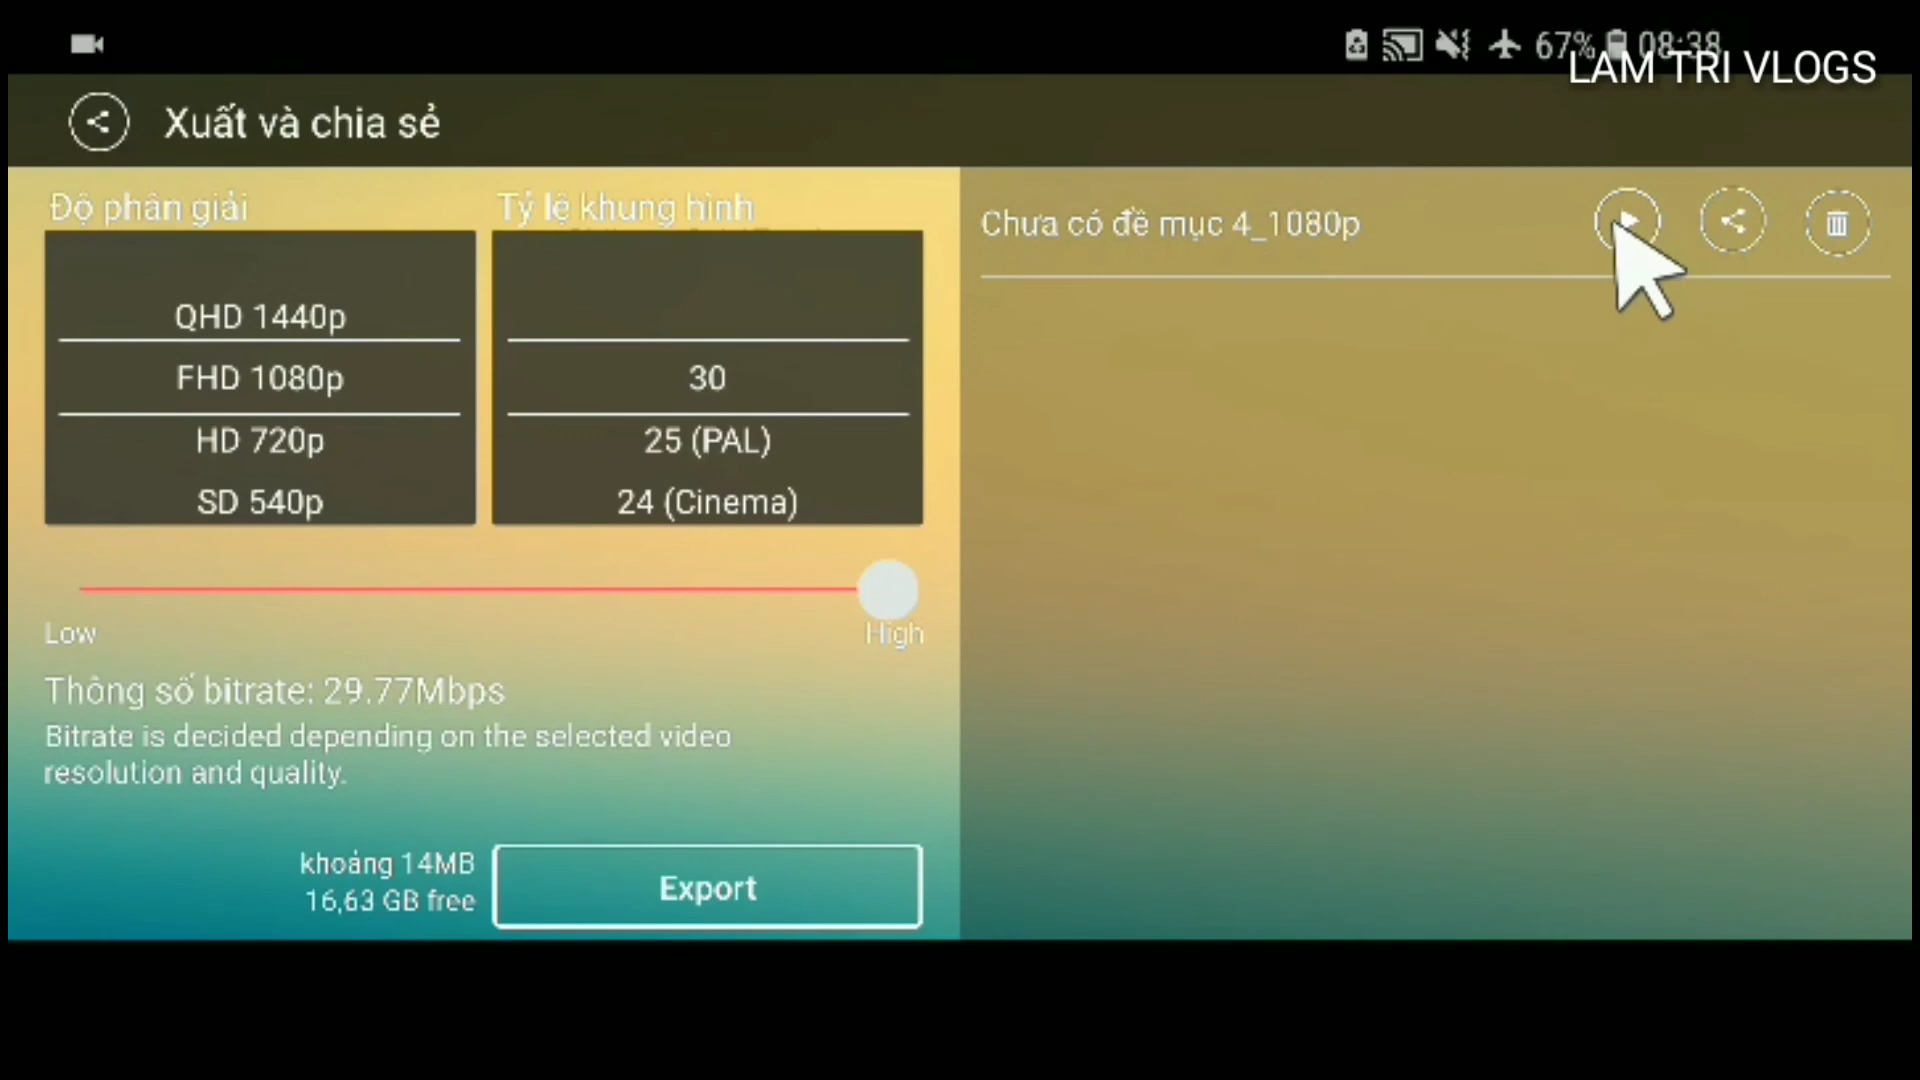 67% 08:38
LAM TRI VLOGS
Xuất và chia sẻ
Độ phân giải
Tỷ lệ khung hình
QHD 1440p
FHD 1080p
HD 720p
SD 540p
30
25 (PAL)
24 (Cinema)
Low
High
Thông số bitrate: 29.77Mbps
Bitrate is decided depending on the selected video
resolution and quality.
khoảng 14MB
16,63 GB free
Export
Chưa có đề mục 4_1080p